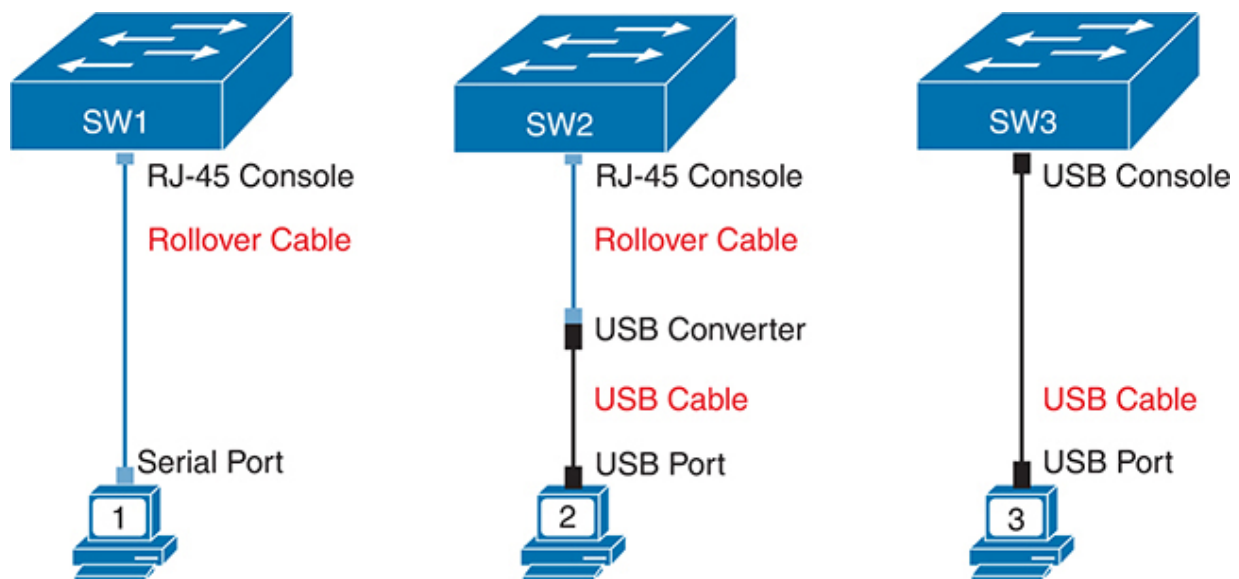 SW1
RJ-45 Console
Rollover Cable
Serial Port
1
SW2
RJ-45 Console
Rollover Cable
USB Converter
USB Cable
USB Port
2
SW3
USB Console
USB Cable
USB Port
3